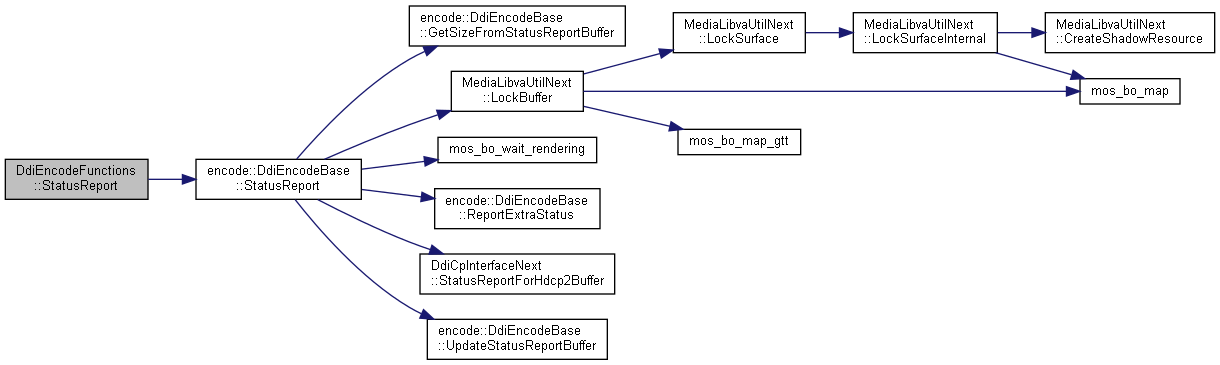 DdiEncodeFunctions
::StatusReport
encode::DdiEncodeBase
::StatusReport
encode::DdiEncodeBase
::GetSizeFromStatusReportBuffer
MediaLibvaUtilNext
::LockBuffer
mos_bo_wait_rendering
encode::DdiEncodeBase
::ReportExtraStatus
DdiCpInterfaceNext
::StatusReportForHdcp2Buffer
encode::DdiEncodeBase
::UpdateStatusReportBuffer
MediaLibvaUtilNext
::LockSurface
mos_bo_map_gtt
MediaLibvaUtilNext
::LockSurfaceInternal
MediaLibvaUtilNext
::CreateShadowResource
mos_bo_map